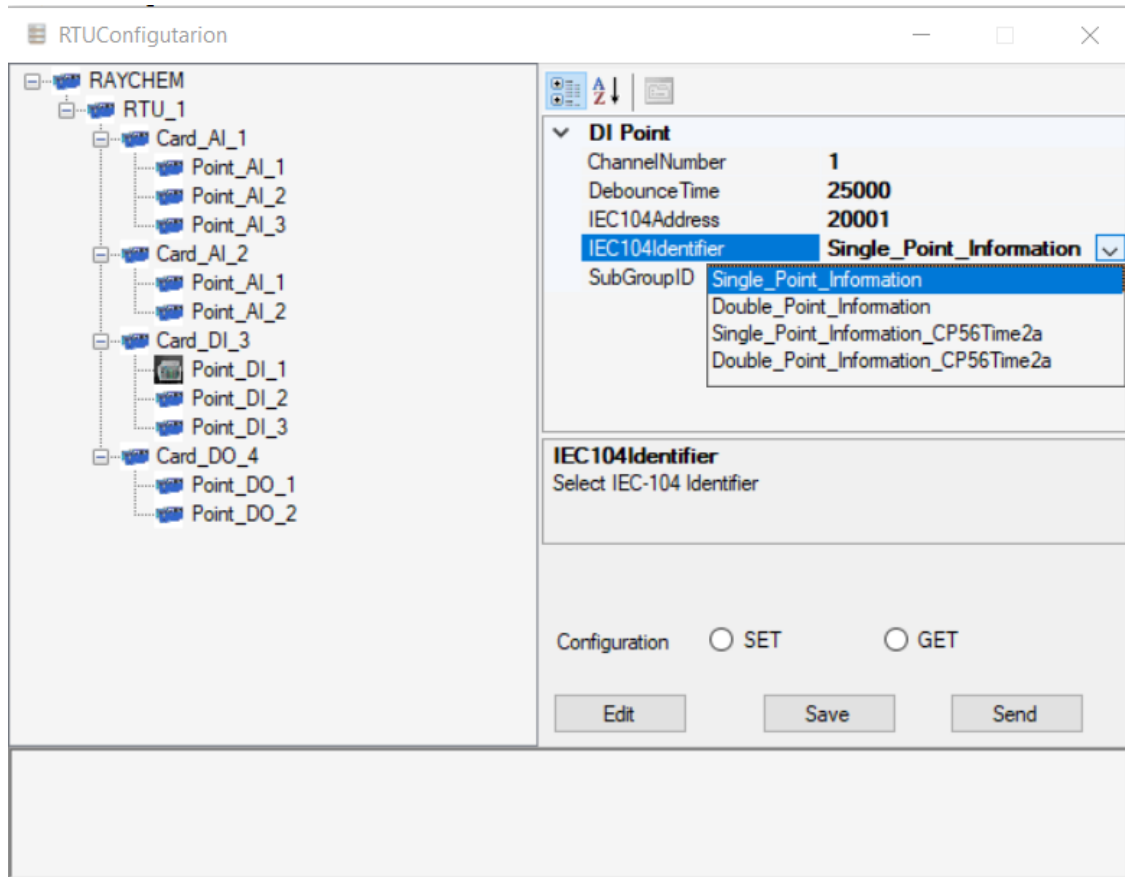 RTUConfigutarion
RAYCHEM
RTU_1
Card_AI_1
Point_AI_1
Point_AI_2
Point_AI_3
Card_AI_2
Point_AI_1
Point_AI_2
Card_DI_3
Point_DI_1
Point_DI_2
Point_DI_3
Card_DO_4
Point_DO_1
Point_DO_2
A
Z
DI Point
ChannelNumber 1
DebounceTime 25000
IEC104Address 20001
IEC104Identifier Single_Point_Information
SubGroupID
Single_Point_Information
Double_Point_Information
Single_Point_Information_CP56Time2a
Double_Point_Information_CP56Time2a
IEC104Identifier
Select IEC-104 Identifier
Configuration SET GET
Edit Save Send